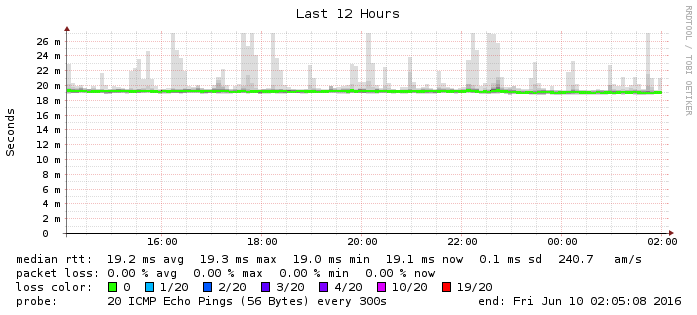 Last 12 Hours
RRDTOOL / TOBI OETIKER
Seconds
26 m
24 m
22 m
20 m
18 m
16 m
14 m
12 m
10 m
8 m
6 m
4 m
2 m
0
16:00 18:00 20:00 22:00 00:00 02:00
median rtt: 19.2 ms avg 19.3 ms max 19.0 ms min 19.1 ms now 0.1 ms sd 240.7 am/s
packet loss: 0.00 % avg 0.00 % max 0.00 % min 0.00 % now
loss color: 0 1/20 2/20 3/20 4/20 10/20 19/20
probe: 20 ICMP Echo Pings (56 Bytes) every 300s end: Fri Jun 10 02:05:08 2016